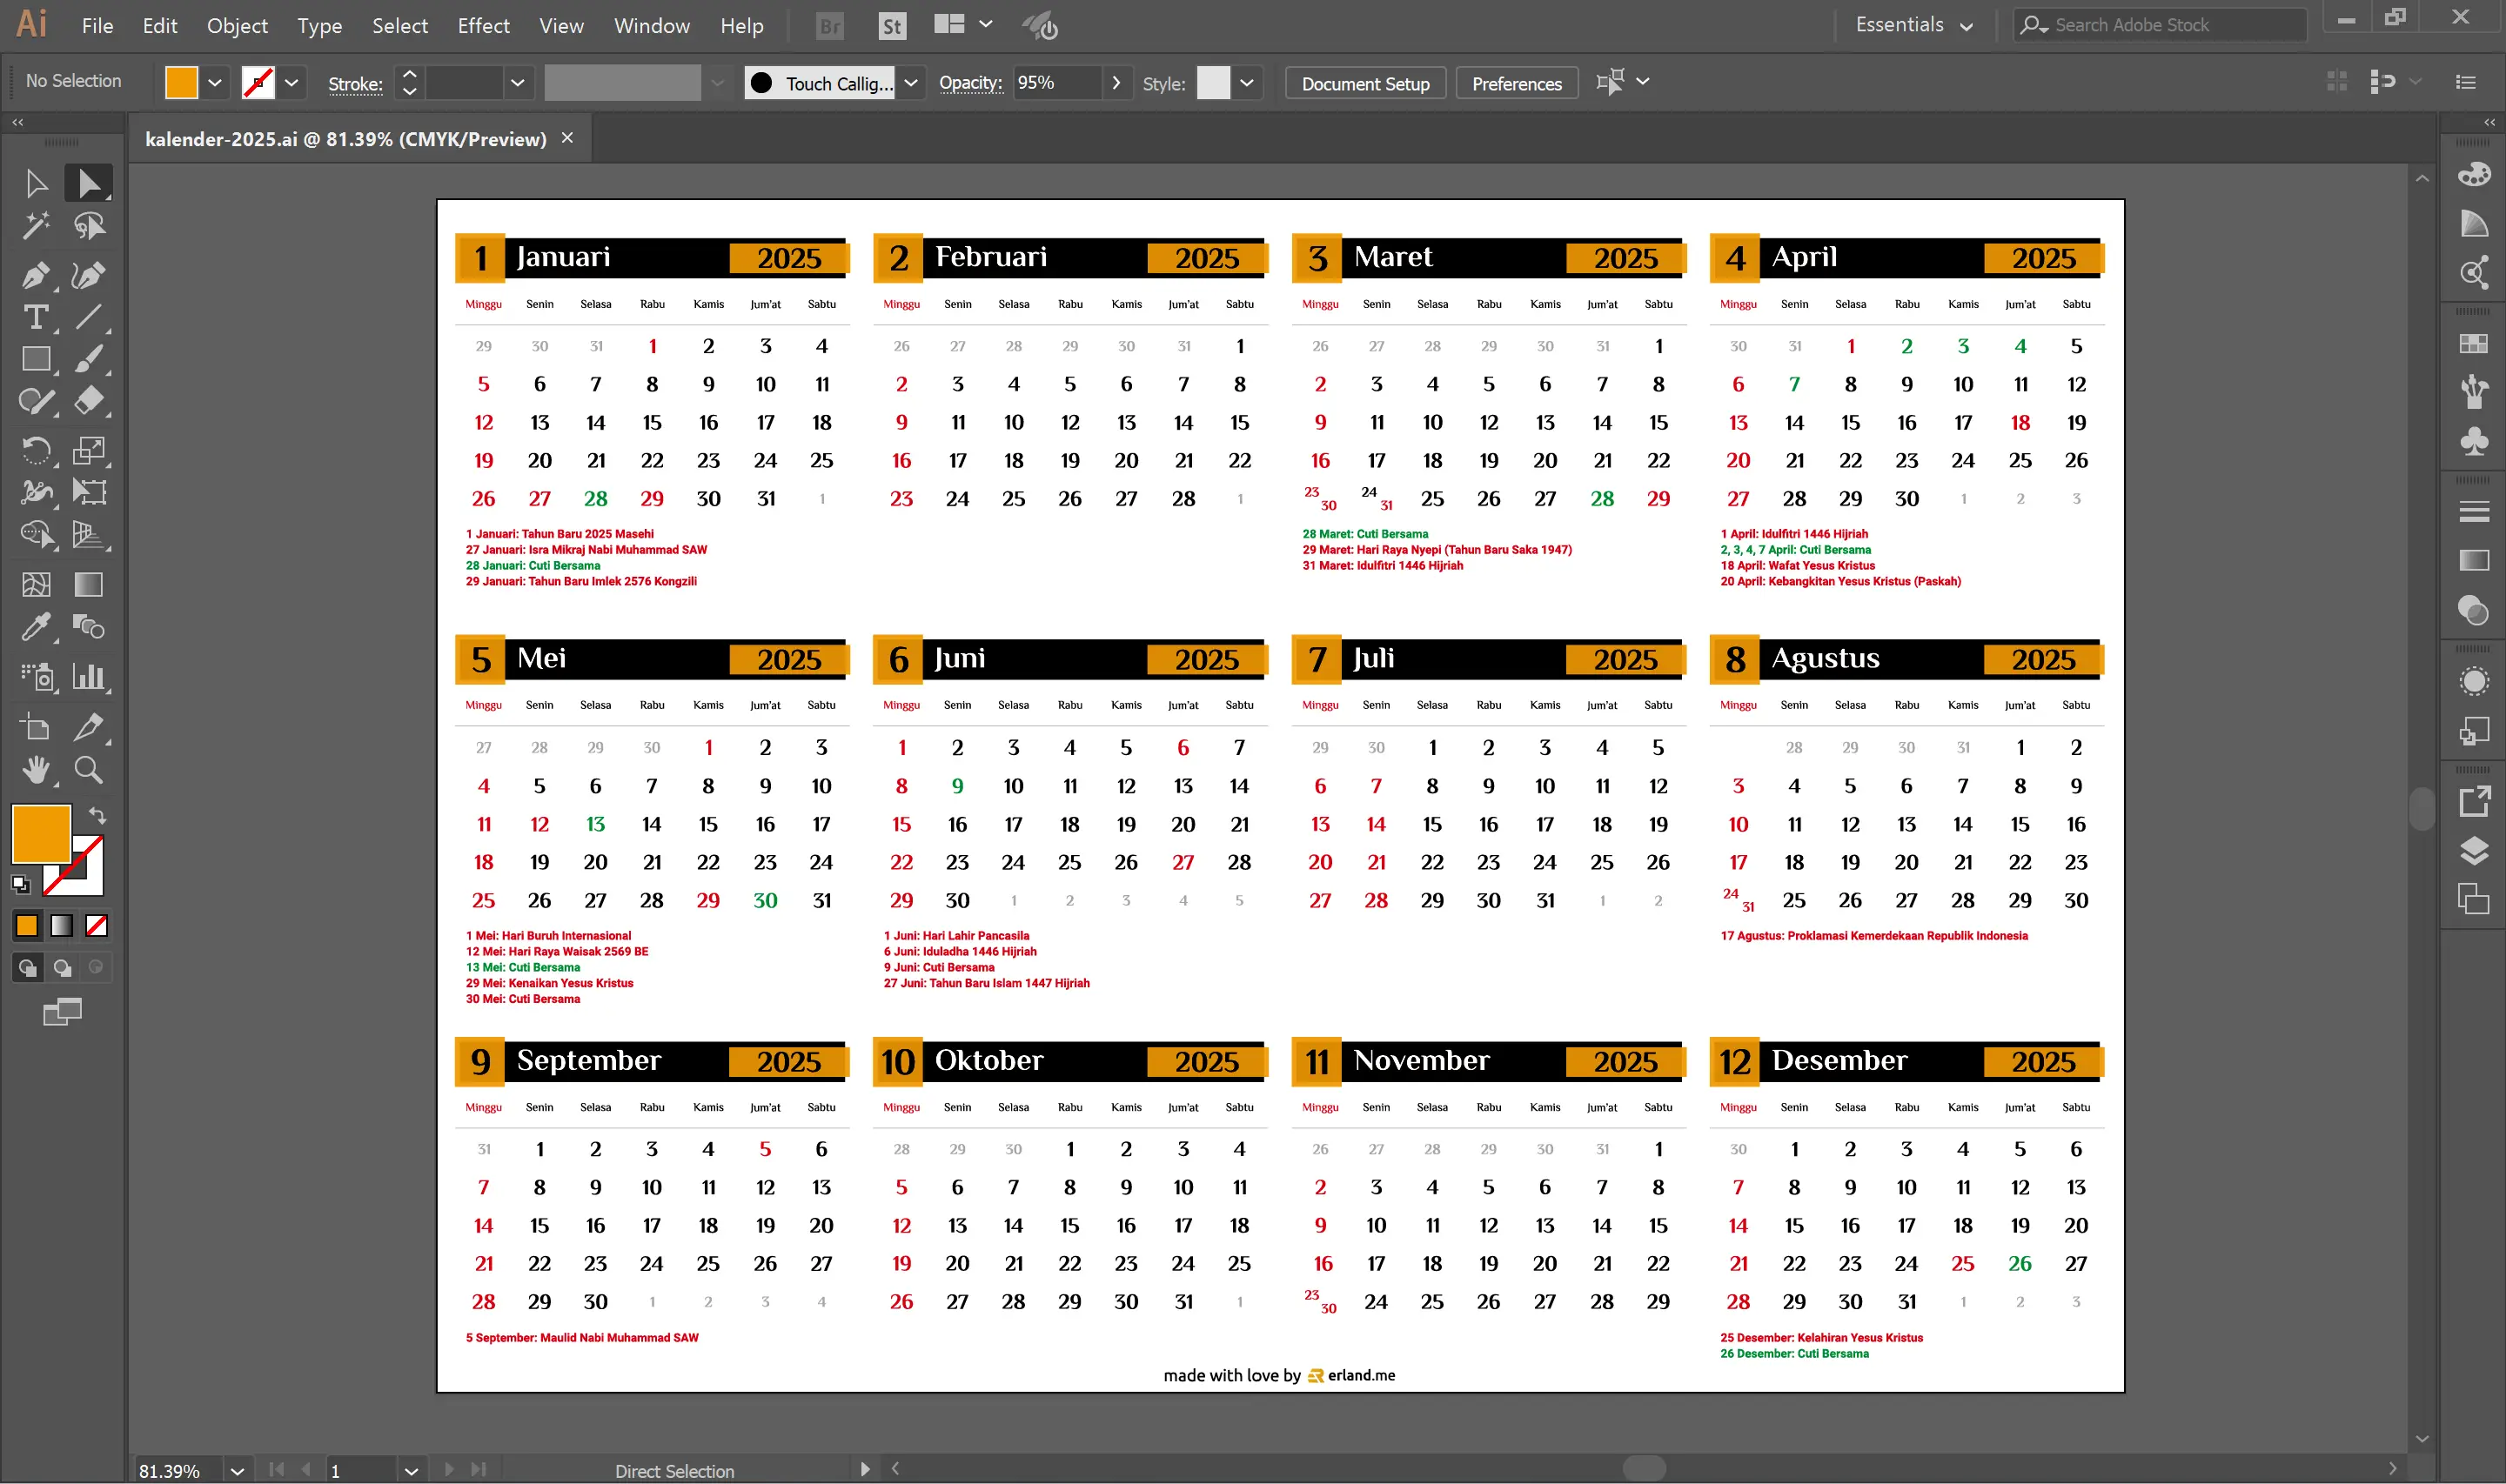 Ai File Edit Object Type Select Effect View Window Help Br St Essentials Search Adobe Stock
No Selection Stroke: Touch Callig... Opacity: 95% Style: Document Setup Preferences
kalender-2025.ai @ 81.39% (CMYK/Preview) ×
1 Januari 2025
Minggu Senin Selasa Rabu Kamis Jum'at Sabtu
29 30 31 1 2 3 4
5 6 7 8 9 10 11
12 13 14 15 16 17 18
19 20 21 22 23 24 25
26 27 28 29 30 31 1
1 Januari: Tahun Baru 2025 Masehi
27 Januari: Isra Mikraj Nabi Muhammad SAW
28 Januari: Cuti Bersama
29 Januari: Tahun Baru Imlek 2576 Kongzili
2 Februari 2025
Minggu Senin Selasa Rabu Kamis Jum'at Sabtu
26 27 28 29 30 31 1
2 3 4 5 6 7 8
9 11 10 12 13 14 15
16 17 18 19 20 21 22
23 24 25 26 27 28 1
3 Maret 2025
Minggu Senin Selasa Rabu Kamis Jum'at Sabtu
26 27 28 29 30 31 1
2 3 4 5 6 7 8
9 11 10 12 13 14 15
16 17 18 19 20 21 22
23 30 24 31 25 26 27 28 29
28 Maret: Cuti Bersama
29 Maret: Hari Raya Nyepi (Tahun Baru Saka 1947)
31 Maret: Idulfitri 1446 Hijriah
4 April 2025
Minggu Senin Selasa Rabu Kamis Jum'at Sabtu
30 31 1 2 3 4 5
6 7 8 9 10 11 12
13 14 15 16 17 18 19
20 21 22 23 24 25 26
27 28 29 30 1 2 3
1 April: Idulfitri 1446 Hijriah
2, 3, 4, 7 April: Cuti Bersama
18 April: Wafat Yesus Kristus
20 April: Kebangkitan Yesus Kristus (Paskah)
5 Mei 2025
Minggu Senin Selasa Rabu Kamis Jum'at Sabtu
27 28 29 30 1 2 3
4 5 6 7 8 9 10
11 12 13 14 15 16 17
18 19 20 21 22 23 24
25 26 27 28 29 30 31
1 Mei: Hari Buruh Internasional
12 Mei: Hari Raya Waisak 2569 BE
13 Mei: Cuti Bersama
29 Mei: Kenaikan Yesus Kristus
30 Mei: Cuti Bersama
6 Juni 2025
Minggu Senin Selasa Rabu Kamis Jum'at Sabtu
1 2 3 4 5 6 7
8 9 10 11 12 13 14
15 16 17 18 19 20 21
22 23 24 25 26 27 28
29 30 1 2 3 4 5
1 Juni: Hari Lahir Pancasila
6 Juni: Iduladha 1446 Hijriah
9 Juni: Cuti Bersama
27 Juni: Tahun Baru Islam 1447 Hijriah
7 Juli 2025
Minggu Senin Selasa Rabu Kamis Jum'at Sabtu
29 30 1 2 3 4 5
6 7 8 9 10 11 12
13 14 15 16 17 18 19
20 21 22 23 24 25 26
27 28 29 30 31 1 2
8 Agustus 2025
Minggu Senin Selasa Rabu Kamis Jum'at Sabtu
28 29 30 31 1 2
3 4 5 6 7 8 9
10 11 12 13 14 15 16
17 18 19 20 21 22 23
24 31 25 26 27 28 29 30
17 Agustus: Proklamasi Kemerdekaan Republik Indonesia
9 September 2025
Minggu Senin Selasa Rabu Kamis Jum'at Sabtu
31 1 2 3 4 5 6
7 8 9 10 11 12 13
14 15 16 17 18 19 20
21 22 23 24 25 26 27
28 29 30 1 2 3 4
5 September: Maulid Nabi Muhammad SAW
10 Oktober 2025
Minggu Senin Selasa Rabu Kamis Jum'at Sabtu
28 29 30 1 2 3 4
5 6 7 8 9 10 11
12 13 14 15 16 17 18
19 20 21 22 23 24 25
26 27 28 29 30 31 1
11 November 2025
Minggu Senin Selasa Rabu Kamis Jum'at Sabtu
26 27 28 29 30 31 1
2 3 4 5 6 7 8
9 10 11 12 13 14 15
16 17 18 19 20 21 22
23 30 24 25 26 27 28 29
12 Desember 2025
Minggu Senin Selasa Rabu Kamis Jum'at Sabtu
30 1 2 3 4 5 6
7 8 9 10 11 12 13
14 15 16 17 18 19 20
21 22 23 24 25 26 27
28 29 30 31 1 2 3
25 Desember: Kelahiran Yesus Kristus
26 Desember: Cuti Bersama
made with love by erland.me
81.39% 1 Direct Selection